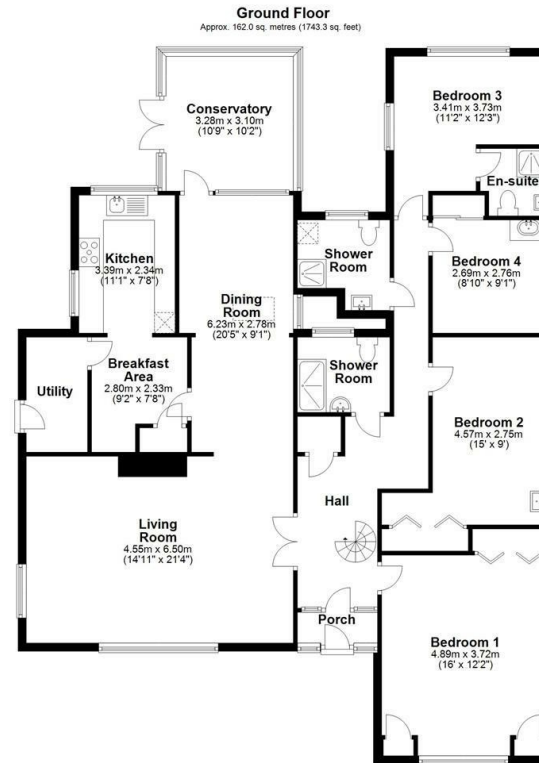 Ground Floor
Approx. 162.0 sq. metres (1743.3 sq. feet)
Conservatory
3.28m x 3.10m
(10'9" x 10'2")
Bedroom 3
3.41m x 3.73m
(11'2" x 12'3")
En-suite
Kitchen
3.39m x 2.34m
(11'1" x 7'8")
Shower
Room
Bedroom 4
2.69m x 2.76m
(8'10" x 9'1")
Dining
Room
6.23m x 2.78m
(20'5" x 9'1")
Utility
Breakfast
Area
2.80m x 2.33m
(9'2" x 7'8")
Shower
Room
Bedroom 2
4.57m x 2.75m
(15' x 9')
Hall
Living
Room
4.55m x 6.50m
(14'11" x 21'4")
Porch
Bedroom 1
4.89m x 3.72m
(16' x 12'2")